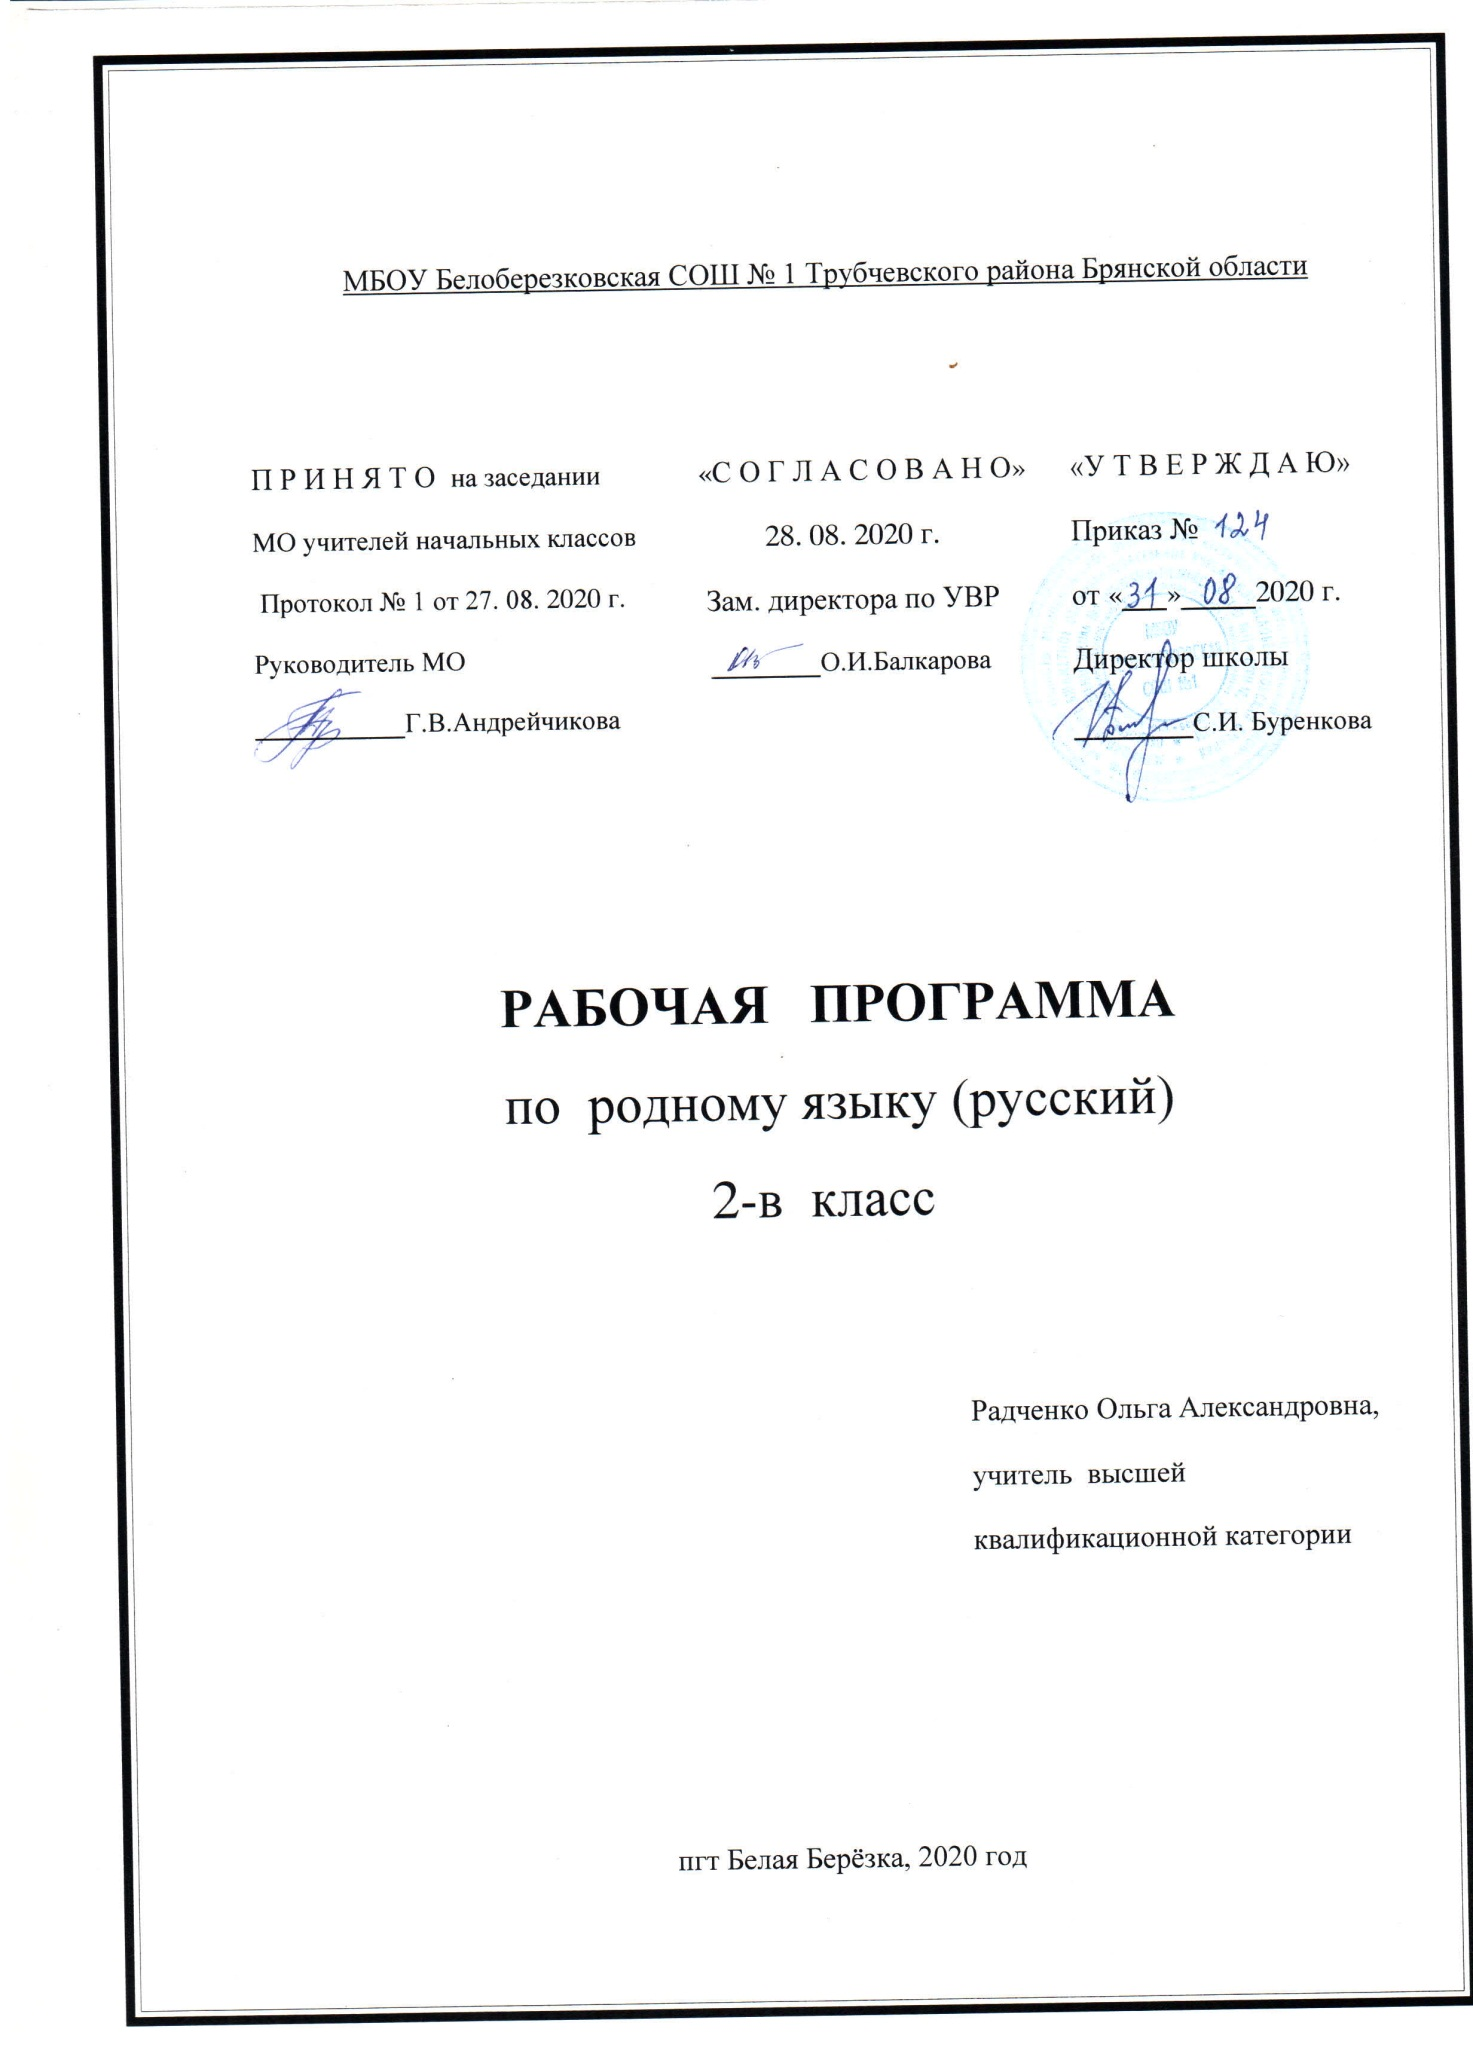 МБОУ Белоберезковская СОШ № 1 Трубчевского района Брянской области
П Р И Н Я Т О на заседании
МО учителей начальных классов
Протокол № 1 от 27. 08. 2020 г.
Руководитель МО
____________Г.В.Андрейчикова
«С О Г Л А С О В А Н О»
28. 08. 2020 г.
Зам. директора по УВР
________О.И.Балкарова
«У Т В Е Р Ж Д А Ю»
Приказ № 124
от «31» 08 2020 г.
Директор школы
_________С.И. Буренкова
РАБОЧАЯ ПРОГРАММА
по родному языку (русский)
2-в класс
Радченко Ольга Александровна,
учитель высшей
квалификационной категории
пгт Белая Берёзка, 2020 год